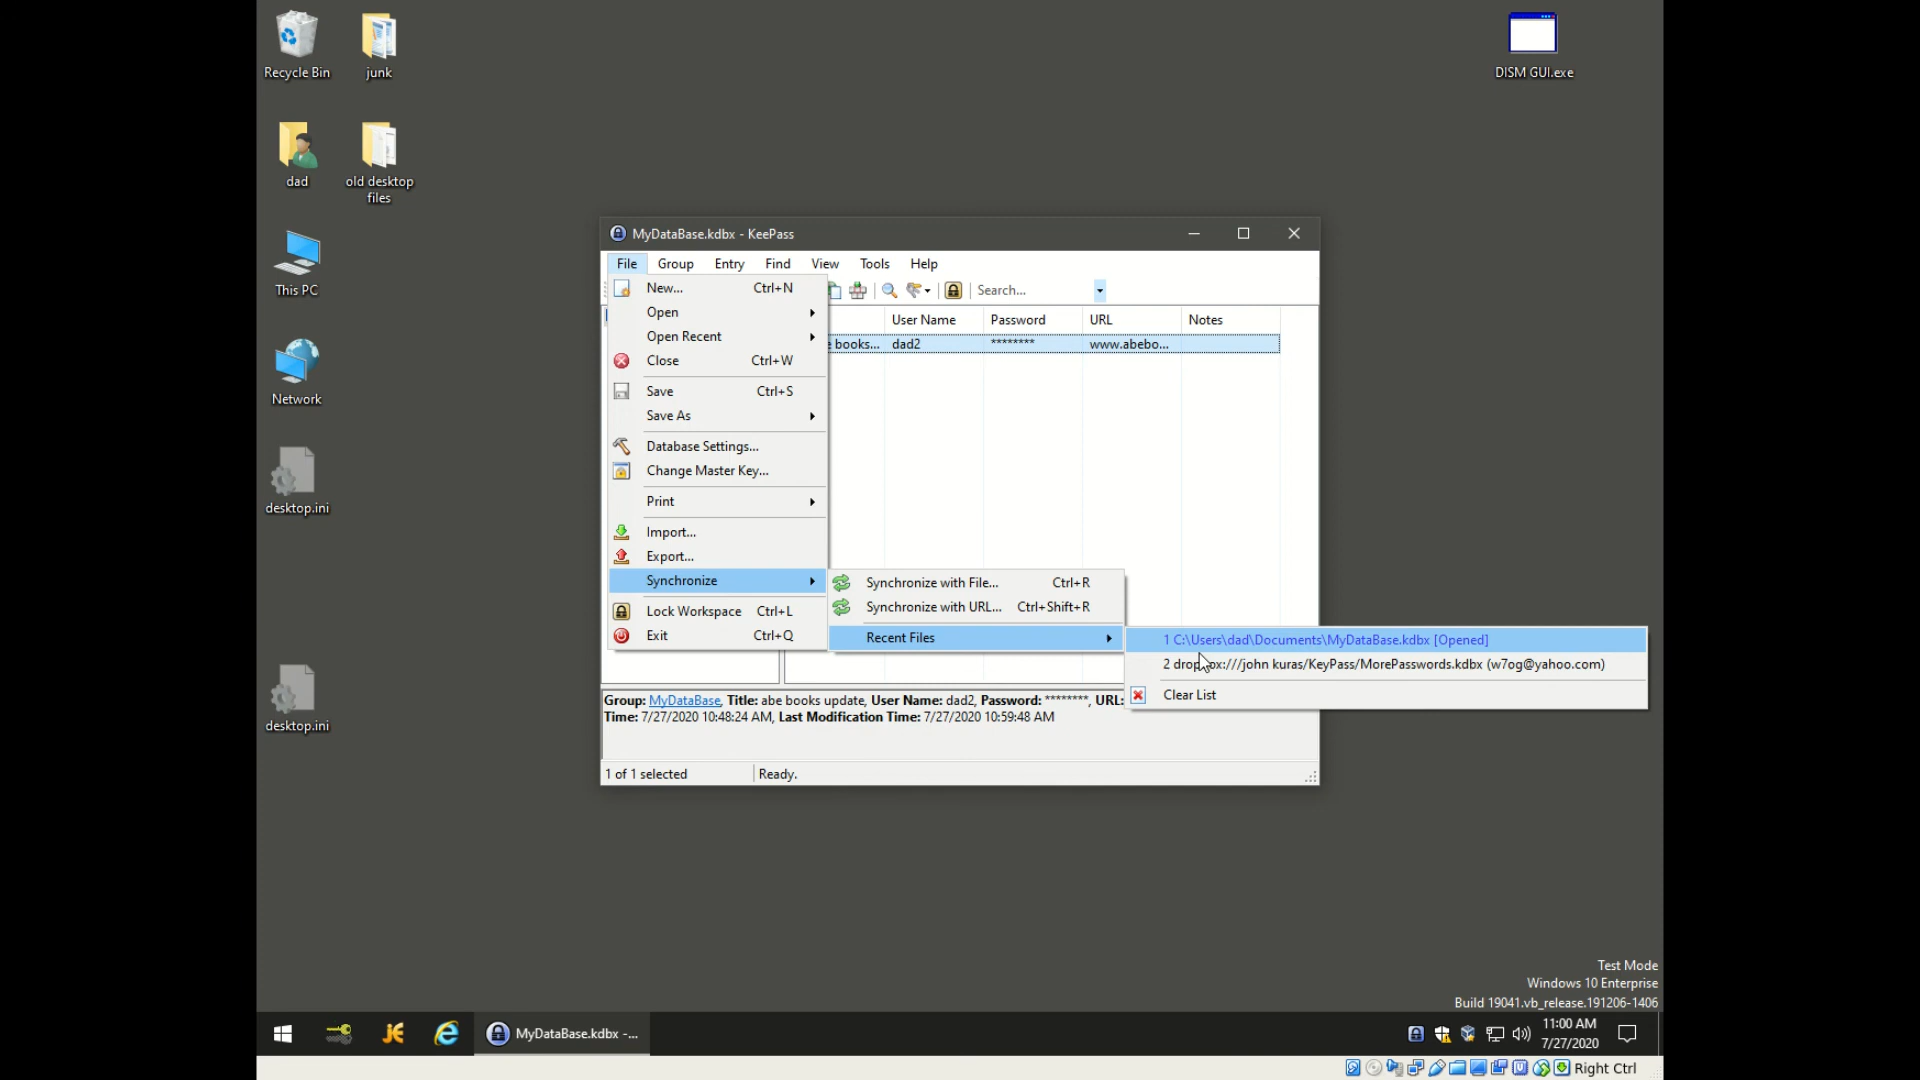 Recycle Bin
junk
DISM GUI.exe
dad
old desktop
files
This PC
Network
desktop.ini
desktop.ini
MyDataBase.kdbx - KeePass
File Group Entry Find View Tools Help
Search...
New... Ctrl+N
Open
Open Recent
Close Ctrl+W
Save Ctrl+S
Save As
Database Settings...
Change Master Key...
Print
Import...
Export...
Synchronize
Lock Workspace Ctrl+L
Exit Ctrl+Q
User Name Password URL Notes
books... dad2 ******** www.abebo...
Synchronize with File... Ctrl+R
Synchronize with URL... Ctrl+Shift+R
Recent Files
1 C:\Users\dad\Documents\MyDataBase.kdbx [Opened]
2 dropbox:///john kuras/KeyPass/MorePasswords.kdbx (w7og@yahoo.com)
Clear List
Group: MyDataBase, Title: abe books update, User Name: dad2, Password: ********, URL:
Time: 7/27/2020 10:48:24 AM, Last Modification Time: 7/27/2020 10:59:48 AM
1 of 1 selected
Ready.
Test Mode
Windows 10 Enterprise
Build 19041.vb_release.191206-1406
MyDataBase.kdbx -...
11:00 AM
7/27/2020
Right Ctrl